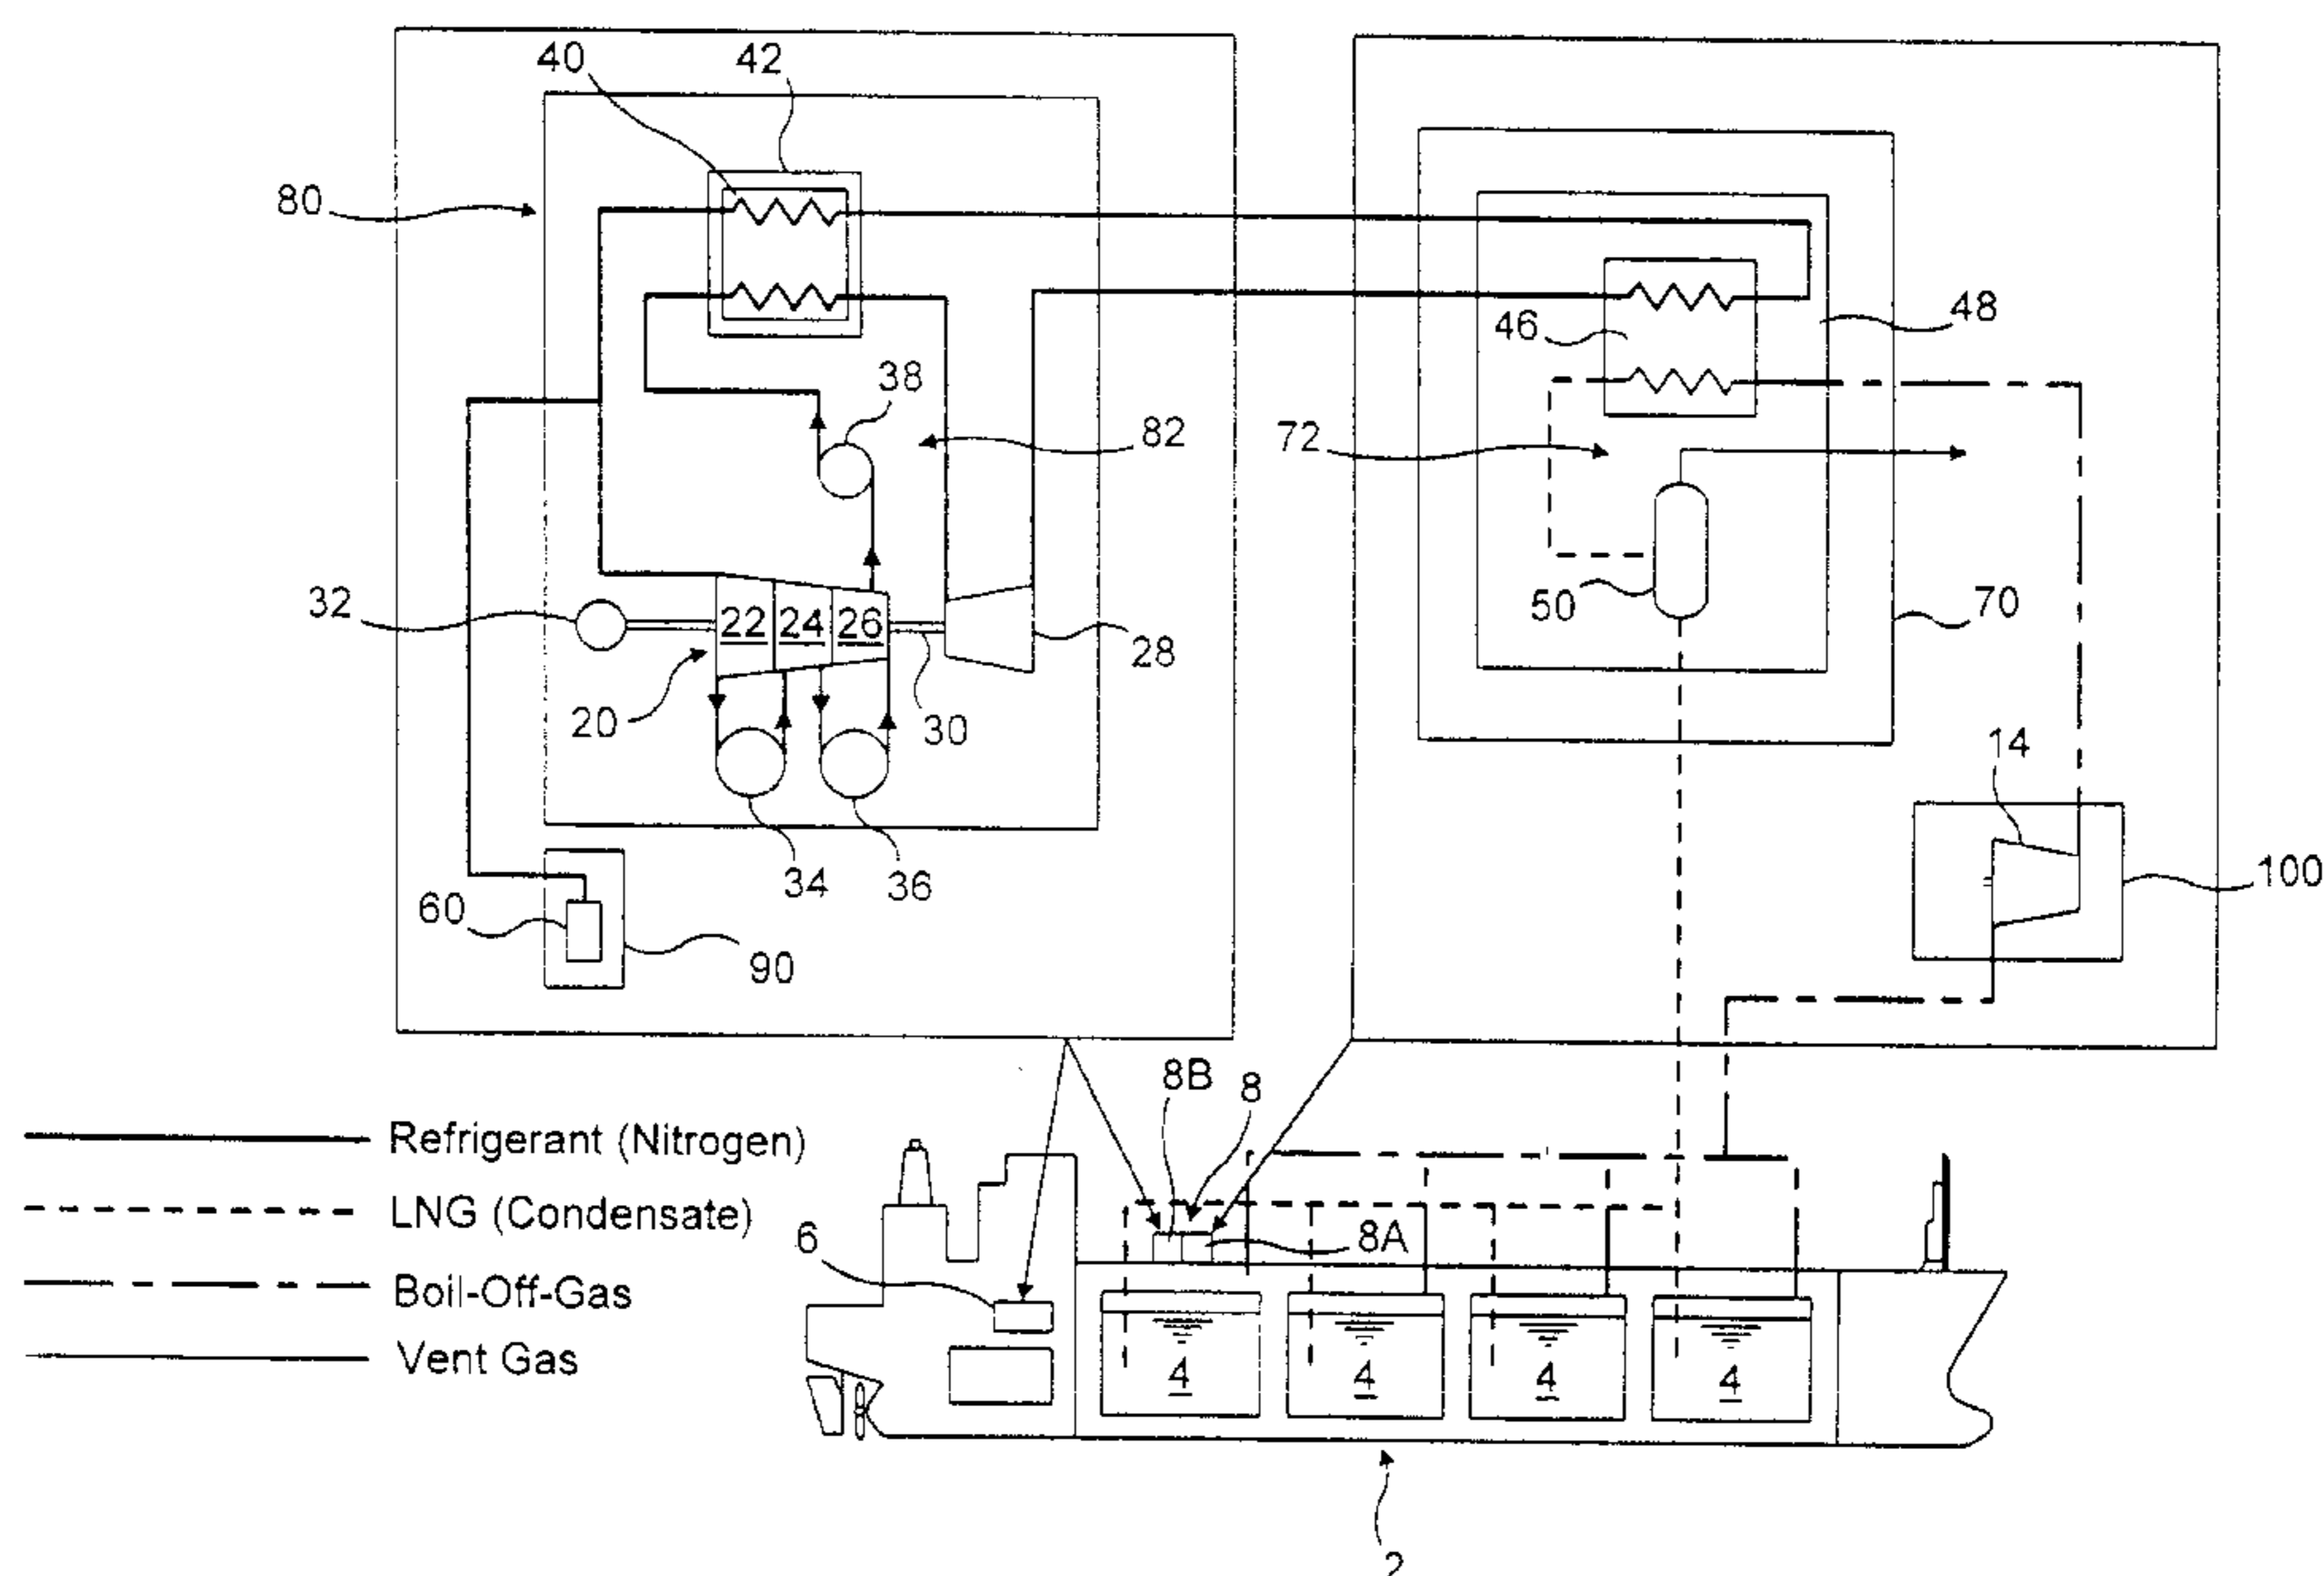 40 42
80
46 48
38
82
72
32 22 24 26
50 70
28
20 30
14
34 36
100
60
90
8B 8
Refrigerant (Nitrogen)
LNG (Condensate)
6 8A
Boil-Off-Gas
Vent Gas
4 4 4 4
2